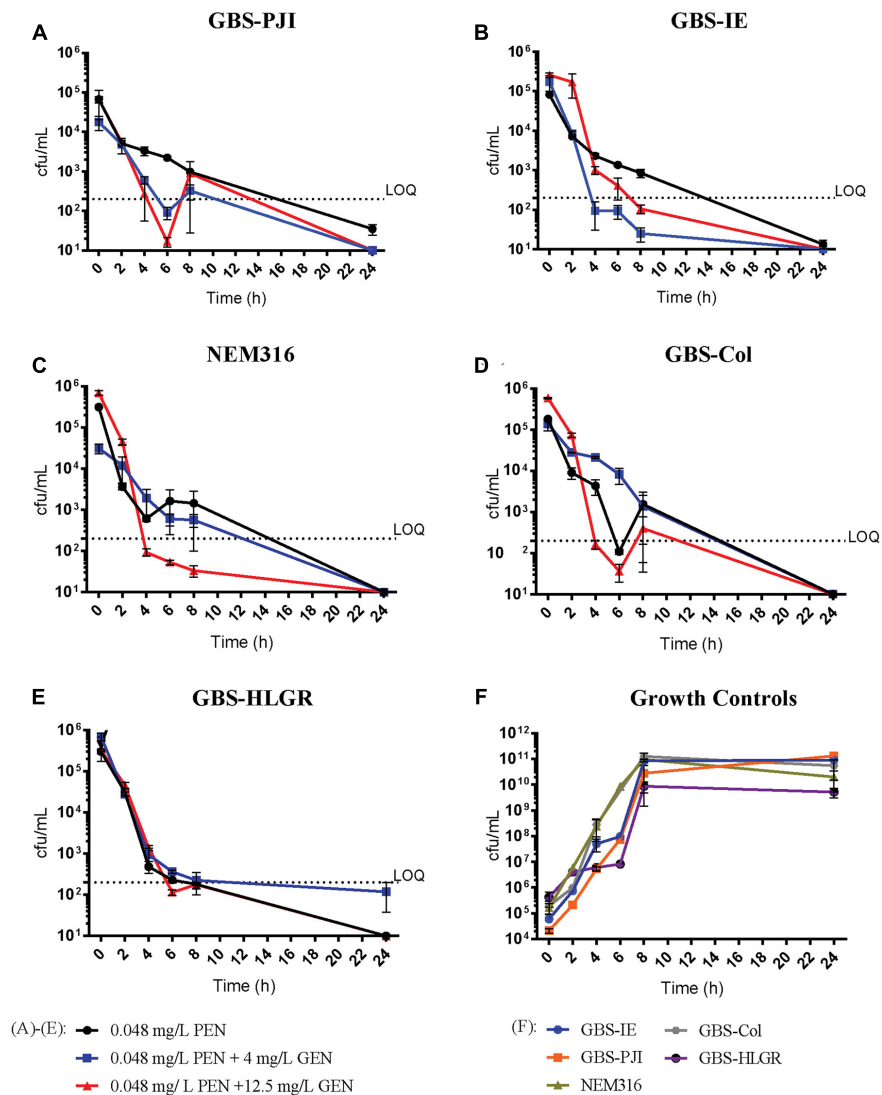 A
GBS-PJI
10^6
10^5
10^4
10^3
10^2
10^1
cfu/mL
LOQ
0 2 4 6 8 10 12 14 16 18 20 22 24
Time (h)
B
GBS-IE
10^6
10^5
10^4
10^3
10^2
10^1
cfu/mL
LOQ
0 2 4 6 8 10 12 14 16 18 20 22 24
Time (h)
C
NEM316
10^6
10^5
10^4
10^3
10^2
10^1
cfu/mL
LOQ
0 2 4 6 8 10 12 14 16 18 20 22 24
Time (h)
D
GBS-Col
10^6
10^5
10^4
10^3
10 2
10^1
cfu/mL
LOQ
0 2 4 6 8 10 12 14 16 18 20 22 24
Time (h)
E
GBS-HLGR
10^6
10^5
10^4
10^3
10^2
10^1
cfu/mL
LOQ
0 2 4 6 8 10 12 14 16 18 20 22 24
Time (h)
F
Growth Controls
10^12
10^11
10^10
10^9
10^8
10^7
10^6
10^5
10^4
cfu/mL
0 2 4 6 8 10 12 14 16 18 20 22 24
Time (h)
(A)-(E): 0.048 mg/L PEN
0.048 mg/L PEN + 4 mg/L GEN
0.048 mg/ L PEN +12.5 mg/L GEN
(F): GBS-IE GBS-Col
GBS-PJI GBS-HLGR
NEM316